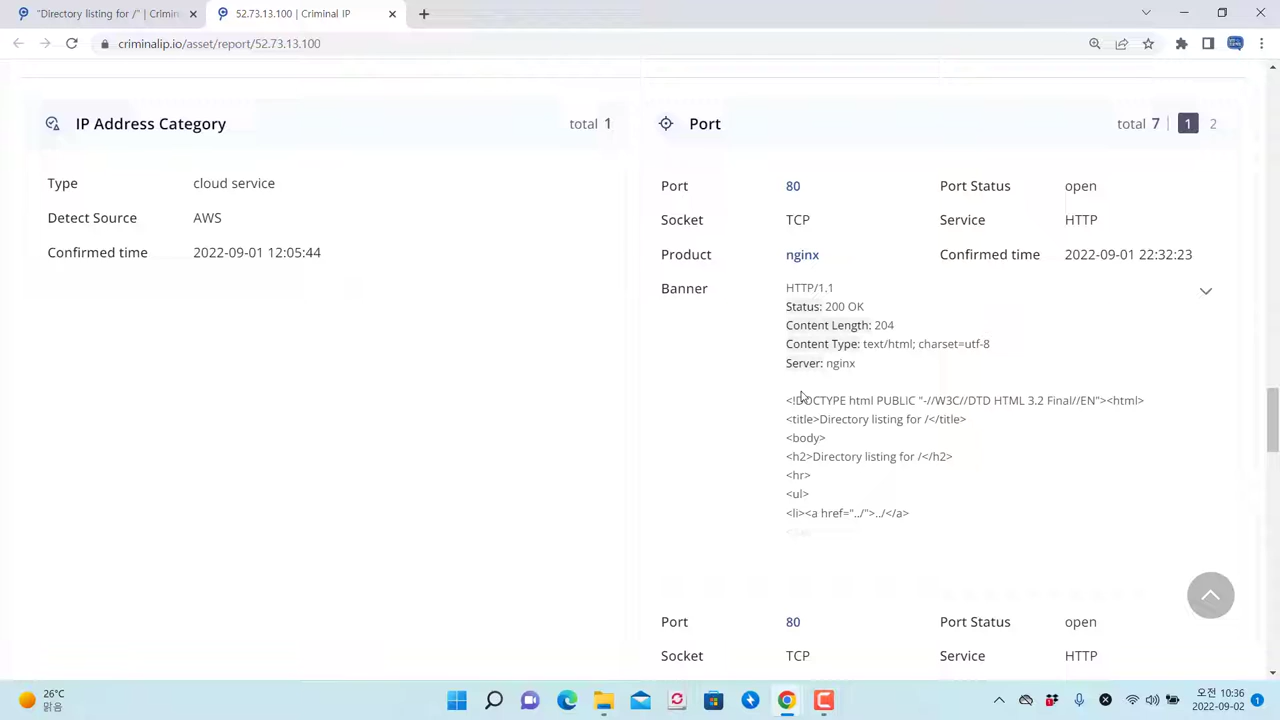 "Directory listing for /" | Crimin
52.73.13.100 | Criminal IP
criminalip.io/asset/report/52.73.13.100
IP Address Category
total 1
Type cloud service
Detect Source AWS
Confirmed time 2022-09-01 12:05:44
Port
total 7 | 1 2
Port 80 Port Status open
Socket TCP Service HTTP
Product nginx Confirmed time 2022-09-01 22:32:23
Banner HTTP/1.1
Status: 200 OK
Content Length: 204
Content Type: text/html; charset=utf-8
Server: nginx
<!DOCTYPE html PUBLIC "-//W3C//DTD HTML 3.2 Final//EN"><html>
<title>Directory listing for /</title>
<body>
<h2>Directory listing for /</h2>
<hr>
<ul>
<li><a href="../">../</a>
Port 80 Port Status open
Socket TCP Service HTTP
26°C
맑음
오전 10:36
2022-09-02
1